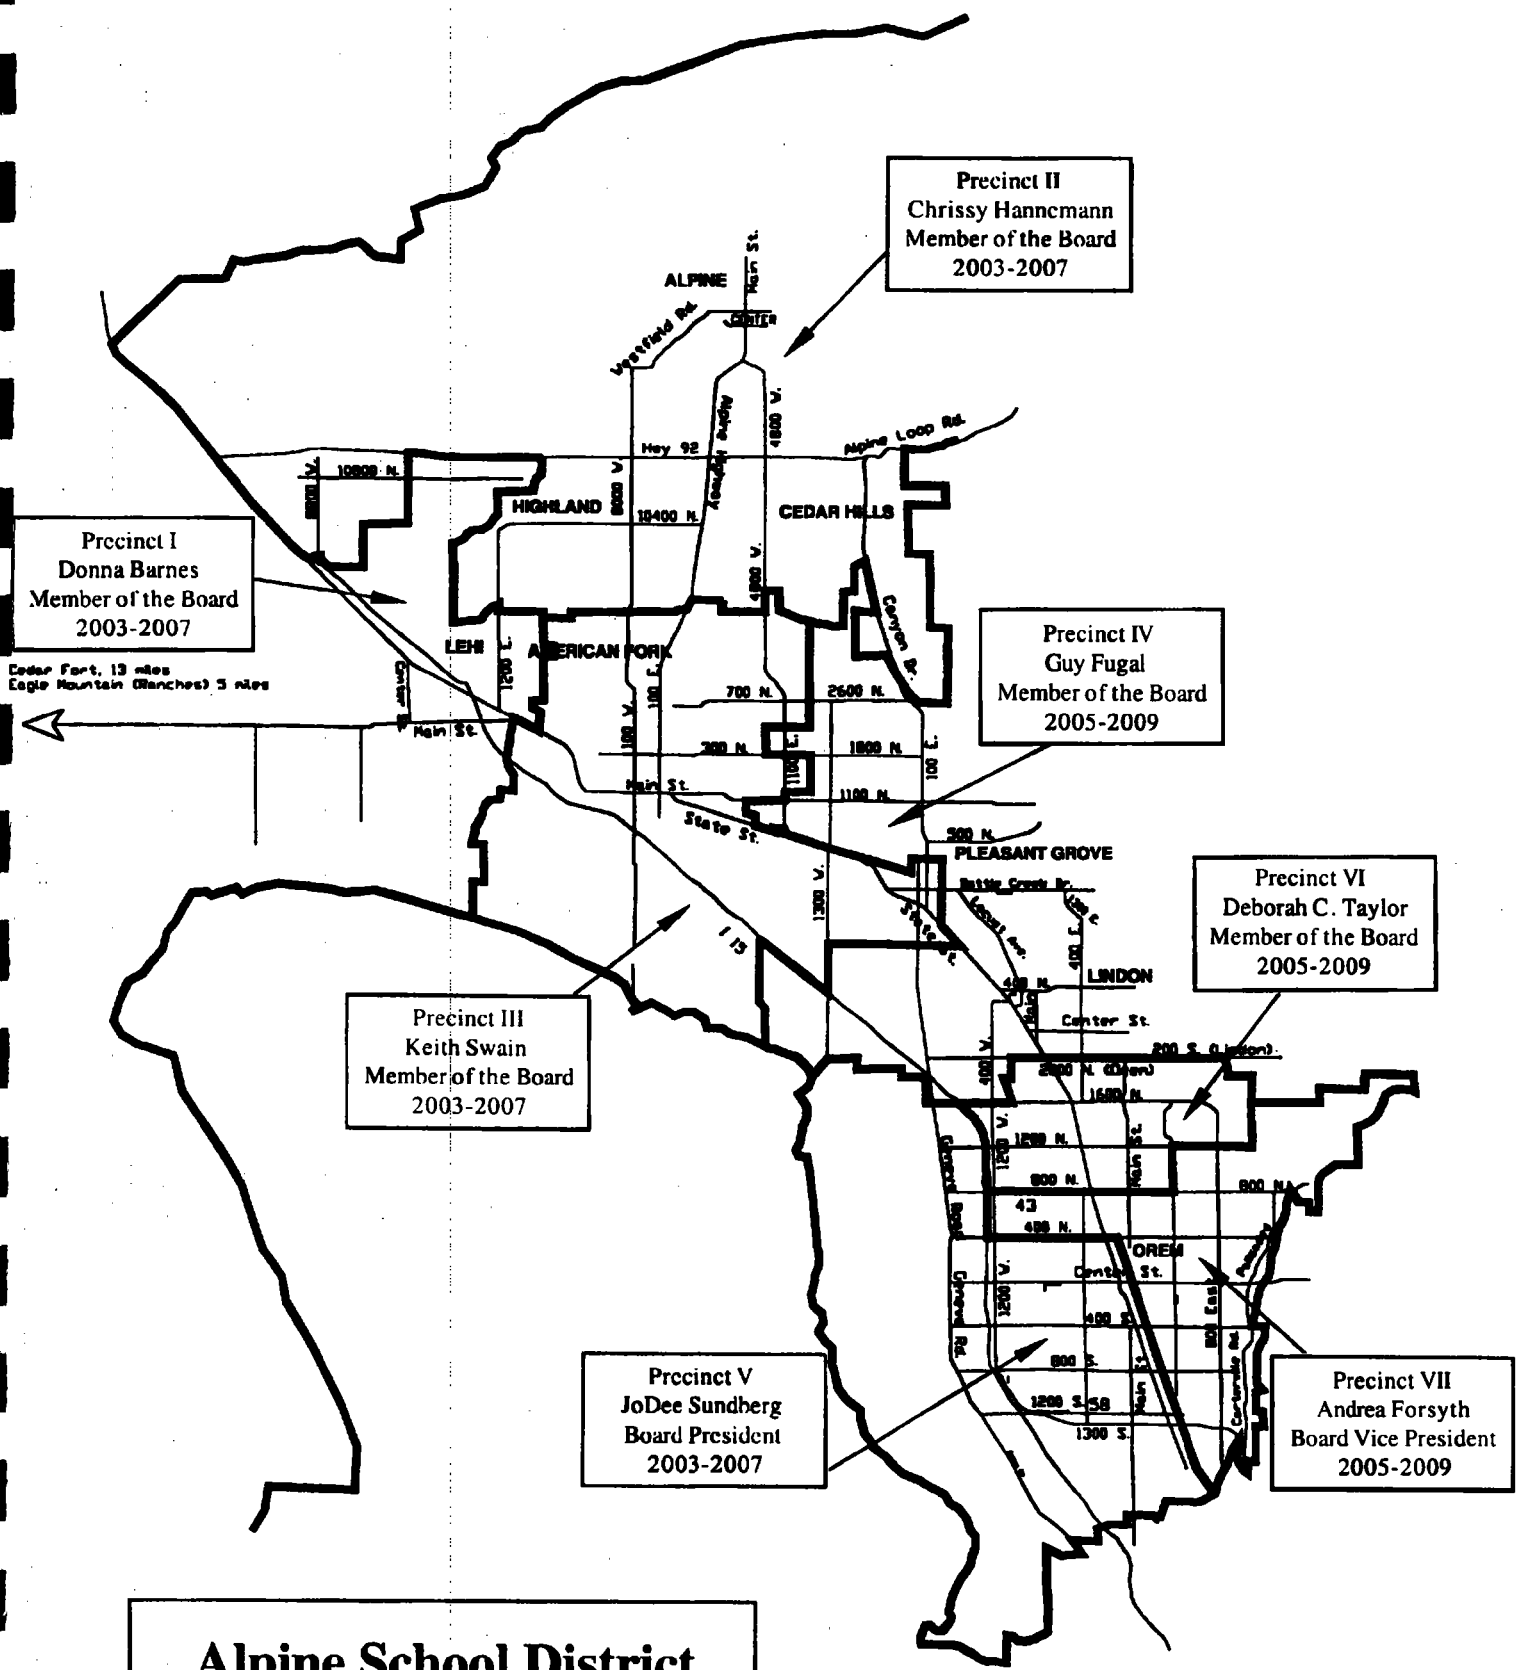 Precinct II
Chrissy Hannemann
Member of the Board
2003-2007
ALPINE
Main St.
CENTER
Westfield Rd.
Alpine Highway
4800 W.
Alpine Loop Rd.
Hwy 92
10800 N.
6000 W.
HIGHLAND
CEDAR HILLS
10400 N.
4800 W.
Precinct I
Donna Barnes
Member of the Board
2003-2007
Canyon Dr.
Precinct IV
Guy Fugal
Member of the Board
2005-2009
LEHI
AMERICAN FORK
Cedar Fort, 13 miles
Eagle Mountain (Ranches) 5 miles
Center St.
1200 E.
100 E.
700 N.
2600 N.
Main St.
100 W.
300 N.
1100 E.
1800 N.
100 E.
Main St.
1100 N.
State St.
500 N.
PLEASANT GROVE
Battle Creek Dr.
1300 W.
State St.
Locust Ave.
400 E.
I 15
Precinct VI
Deborah C. Taylor
Member of the Board
2005-2009
LINDON
400 N.
Main
Center St.
Precinct III
Keith Swain
Member of the Board
2003-2007
400 W.
200 S. (Lindon)
2000 N. (Orem)
1600 N.
1200 W.
1200 N.
Main St.
Geneva Road
800 N.
800 N.
43
400 N.
OREM
Center St.
1200 W.
Geneva Rd.
400 S.
800 East
800 S.
Main St.
Carterville Rd.
1200 S.
58
1300 S.
Precinct V
JoDee Sundberg
Board President
2003-2007
Precinct VII
Andrea Forsyth
Board Vice President
2005-2009
Alpine School District